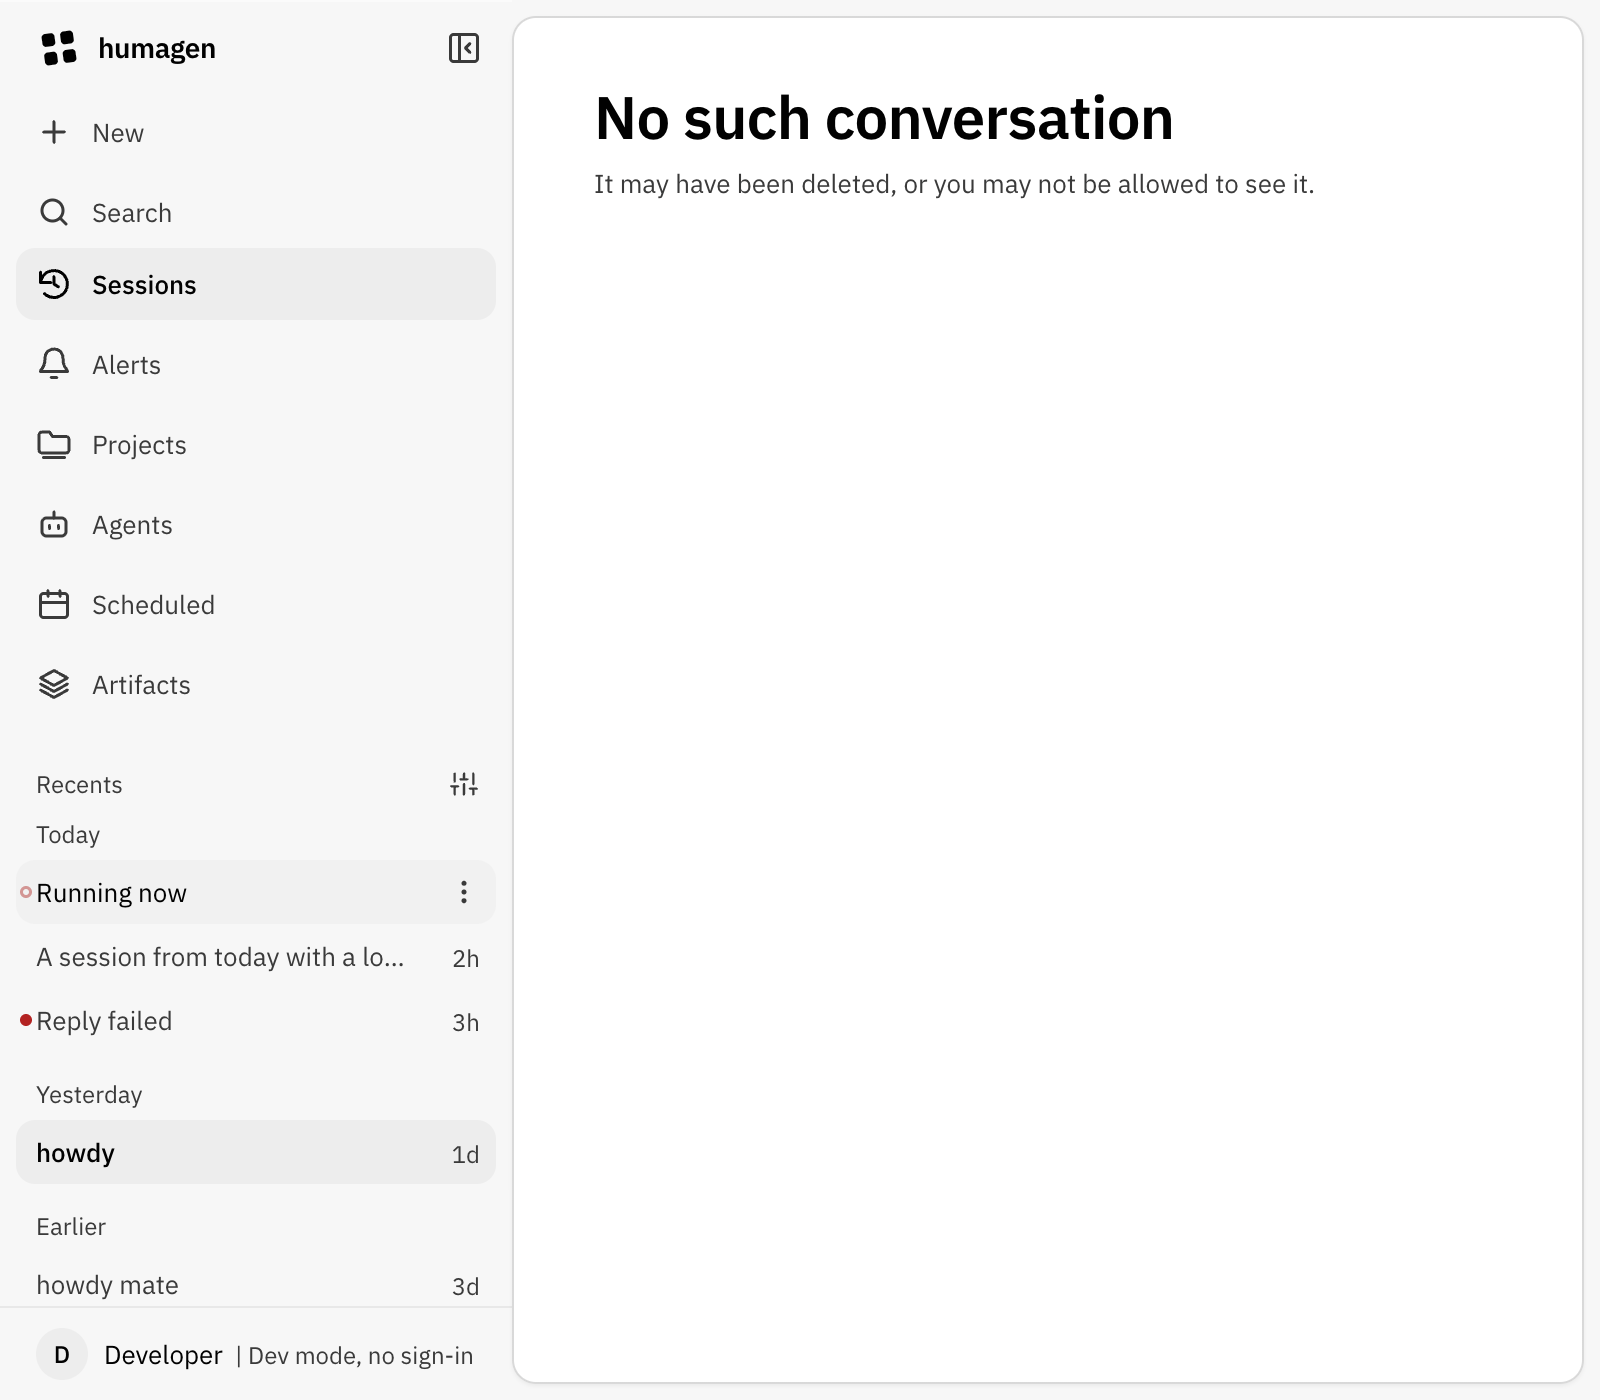 humagen
New
Search
Sessions
Alerts
Projects
Agents
Scheduled
Artifacts
Recents
Today
Running now
A session from today with a lo... 2h
Reply failed 3h
Yesterday
howdy 1d
Earlier
howdy mate 3d
D Developer | Dev mode, no sign-in
No such conversation
It may have been deleted, or you may not be allowed to see it.